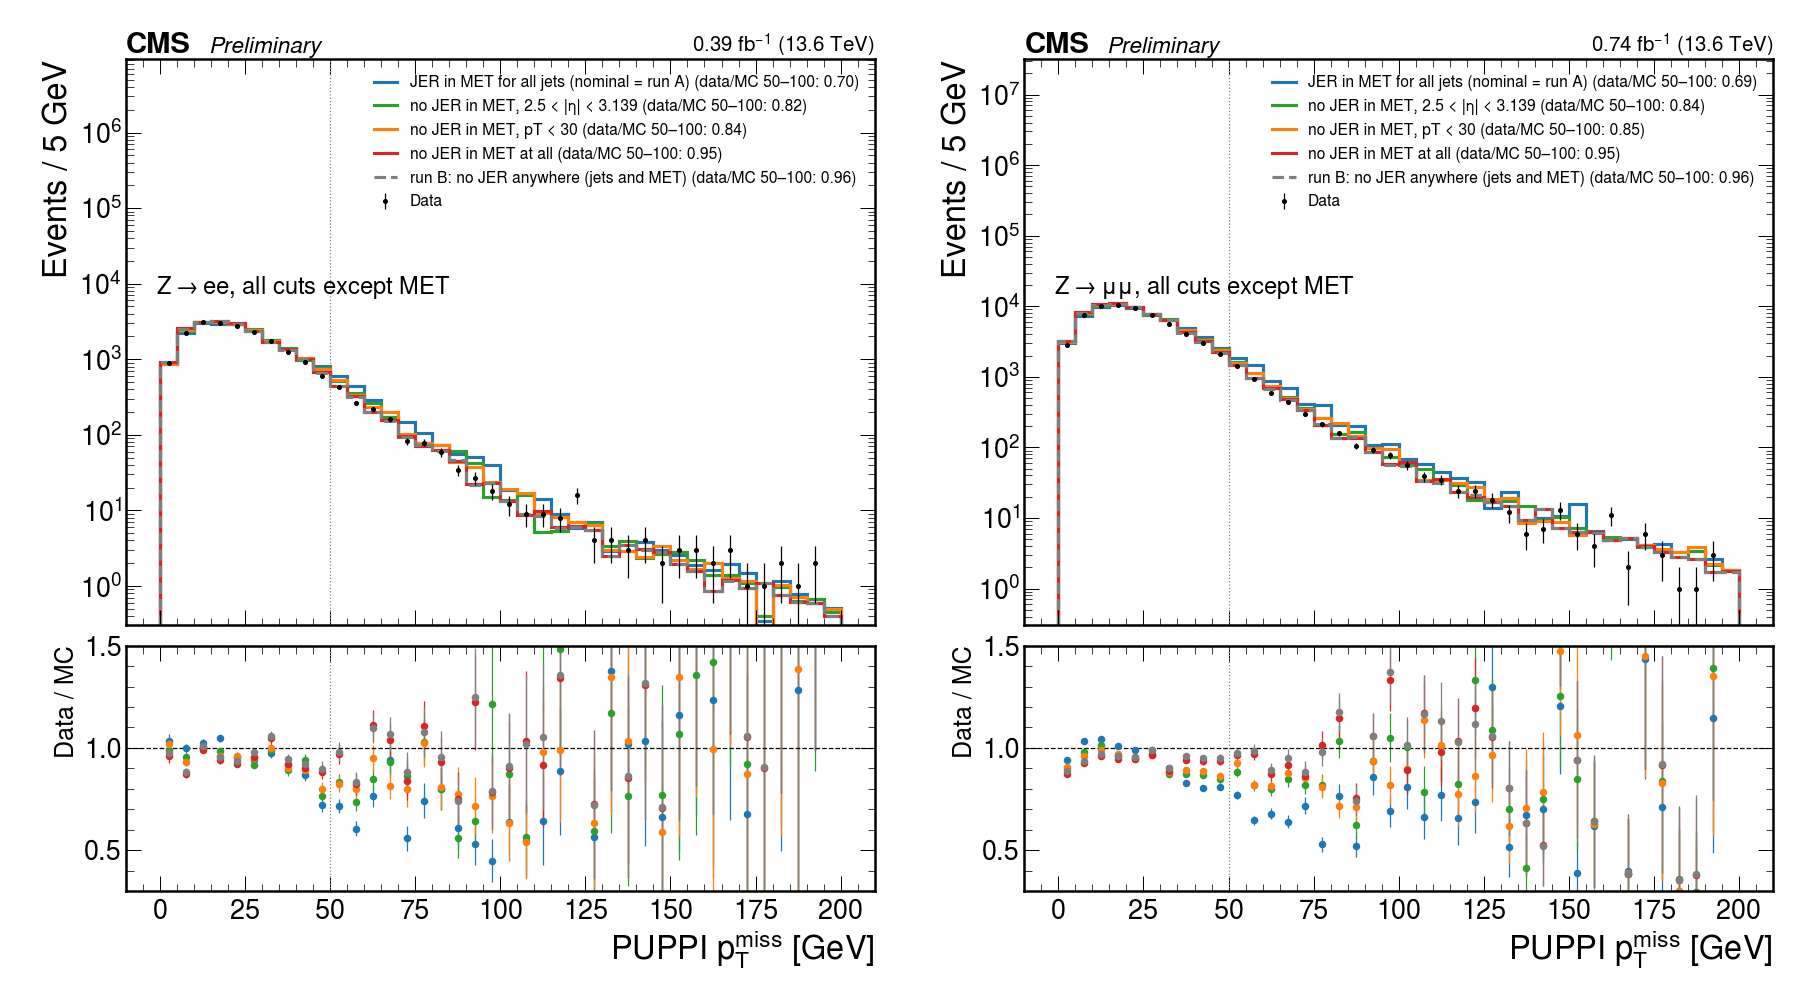 CMS Preliminary 0.39 fb⁻¹ (13.6 TeV)
Events / 5 GeV
JER in MET for all jets (nominal = run A) (data/MC 50–100: 0.70)
no JER in MET, 2.5 < |η| < 3.139 (data/MC 50–100: 0.82)
no JER in MET, pT < 30 (data/MC 50–100: 0.84)
no JER in MET at all (data/MC 50–100: 0.95)
run B: no JER anywhere (jets and MET) (data/MC 50–100: 0.96)
Data
Z → ee, all cuts except MET
10⁶
10⁵
10⁴
10³
10²
10¹
10⁰
Data / MC
1.5
1.0
0.5
0 25 50 75 100 125 150 175 200
PUPPI p_T^miss [GeV]
CMS Preliminary 0.74 fb⁻¹ (13.6 TeV)
Events / 5 GeV
JER in MET for all jets (nominal = run A) (data/MC 50–100: 0.69)
no JER in MET, 2.5 < |η| < 3.139 (data/MC 50–100: 0.84)
no JER in MET, pT < 30 (data/MC 50–100: 0.85)
no JER in MET at all (data/MC 50–100: 0.95)
run B: no JER anywhere (jets and MET) (data/MC 50–100: 0.96)
Data
Z → μμ, all cuts except MET
10⁷
10⁶
10⁵
10⁴
10³
10²
10¹
10⁰
Data / MC
1.5
1.0
0.5
0 25 50 75 100 125 150 175 200
PUPPI p_T^miss [GeV]